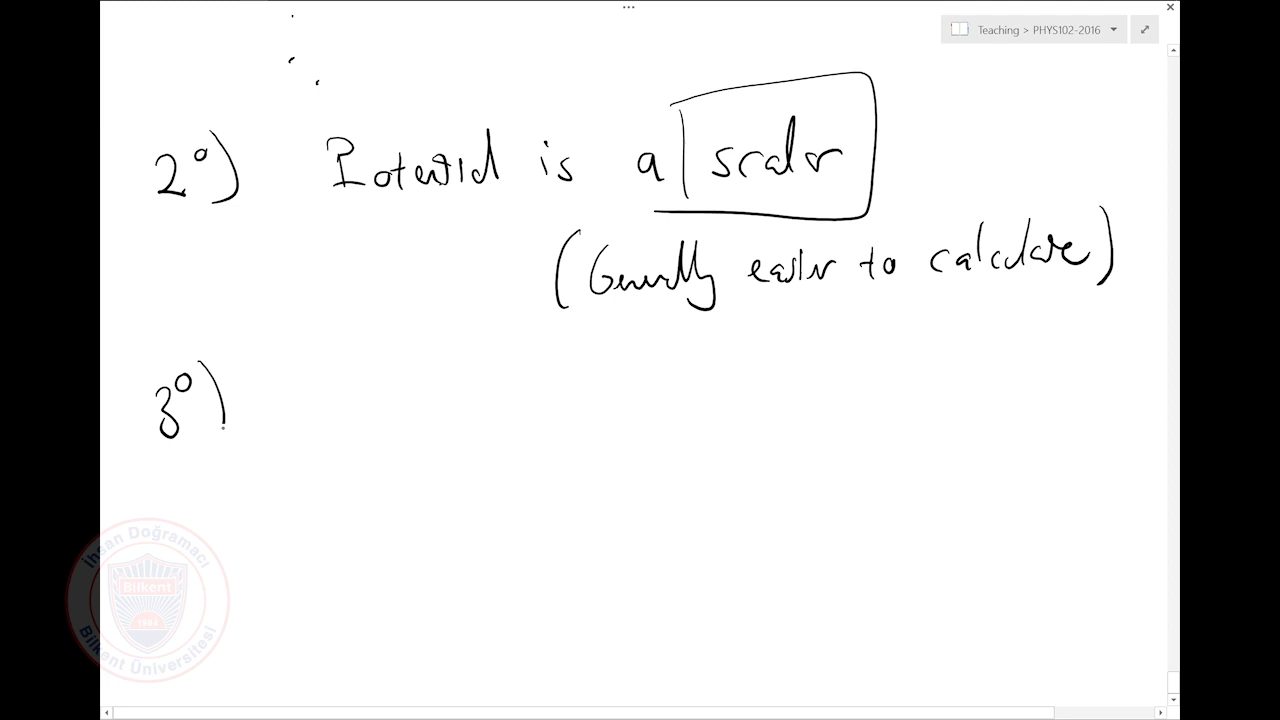 Teaching > PHYS102-2016
2°) Potential is a scalar
(Generally easier to calculate)
3°)
İhsan Doğramacı
Bilkent
1984
Bilkent Üniversitesi